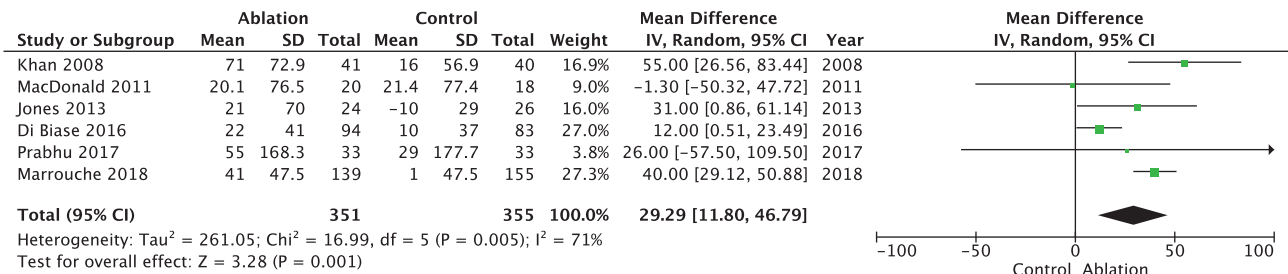 Ablation Control Mean Difference Mean Difference
Study or Subgroup Mean SD Total Mean SD Total Weight IV, Random, 95% CI Year IV, Random, 95% CI
Khan 2008 71 72.9 41 16 56.9 40 16.9% 55.00 [26.56, 83.44] 2008
MacDonald 2011 20.1 76.5 20 21.4 77.4 18 9.0% −1.30 [−50.32, 47.72] 2011
Jones 2013 21 70 24 −10 29 26 16.0% 31.00 [0.86, 61.14] 2013
Di Biase 2016 22 41 94 10 37 83 27.0% 12.00 [0.51, 23.49] 2016
Prabhu 2017 55 168.3 33 29 177.7 33 3.8% 26.00 [−57.50, 109.50] 2017
Marrouche 2018 41 47.5 139 1 47.5 155 27.3% 40.00 [29.12, 50.88] 2018
Total (95% CI) 351 355 100.0% 29.29 [11.80, 46.79]
Heterogeneity: Tau² = 261.05; Chi² = 16.99, df = 5 (P = 0.005); I² = 71%
Test for overall effect: Z = 3.28 (P = 0.001)
−100 −50 0 50 100
Control Ablation